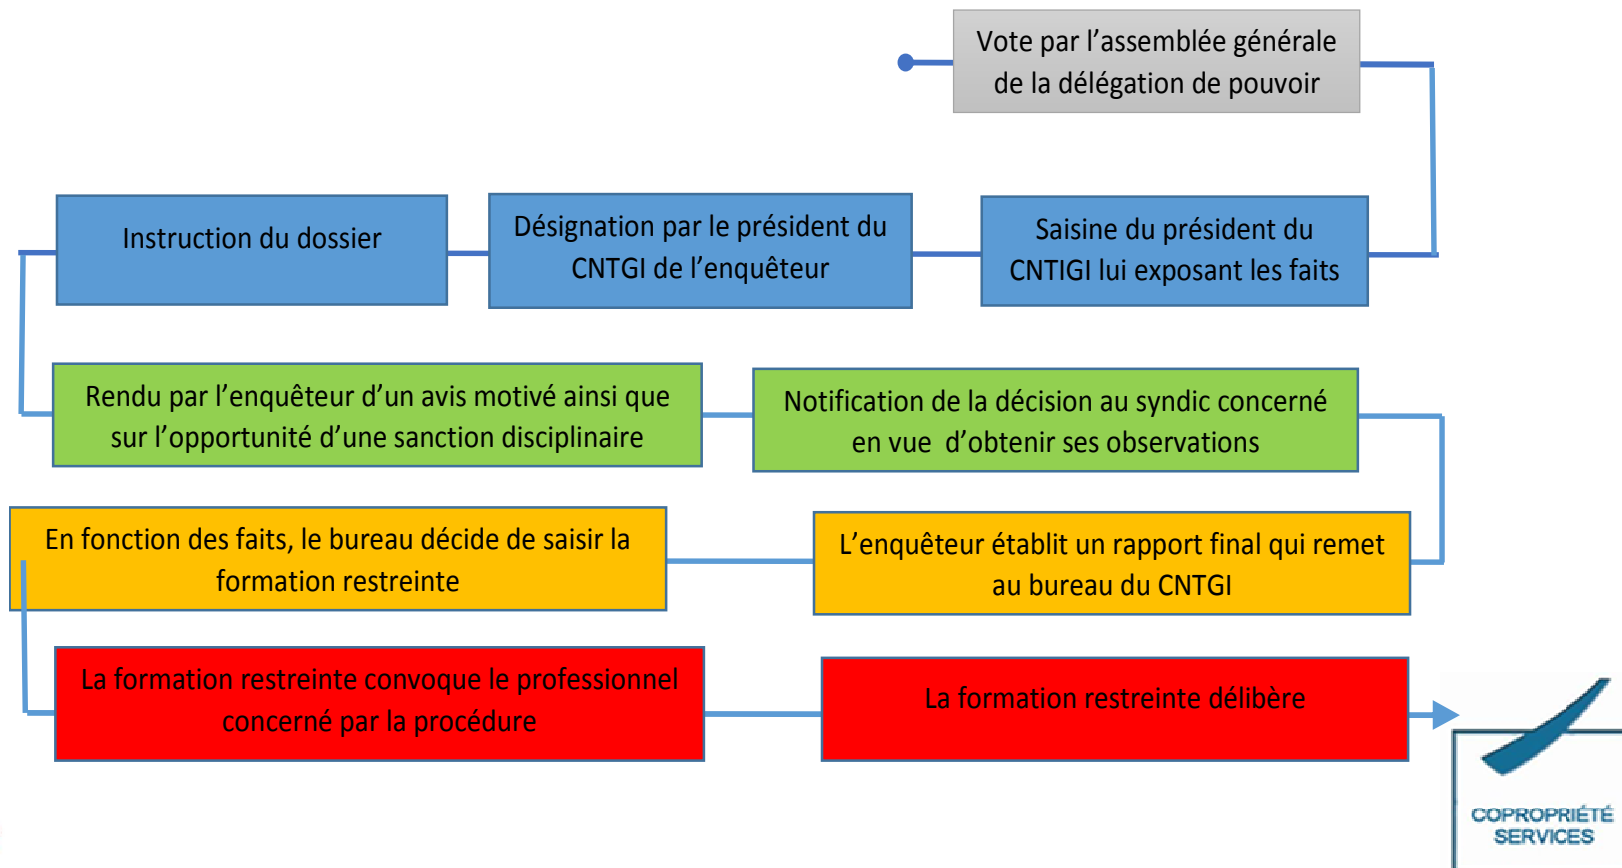 Vote par l’assemblée générale
de la délégation de pouvoir
Saisine du président du
CNTIGI lui exposant les faits
Désignation par le président du
CNTGI de l’enquêteur
Instruction du dossier
Rendu par l’enquêteur d’un avis motivé ainsi que
sur l’opportunité d’une sanction disciplinaire
Notification de la décision au syndic concerné
en vue d’obtenir ses observations
L’enquêteur établit un rapport final qui remet
au bureau du CNTGI
En fonction des faits, le bureau décide de saisir la
formation restreinte
La formation restreinte convoque le professionnel
concerné par la procédure
La formation restreinte délibère
COPROPRIÉTÉ
SERVICES